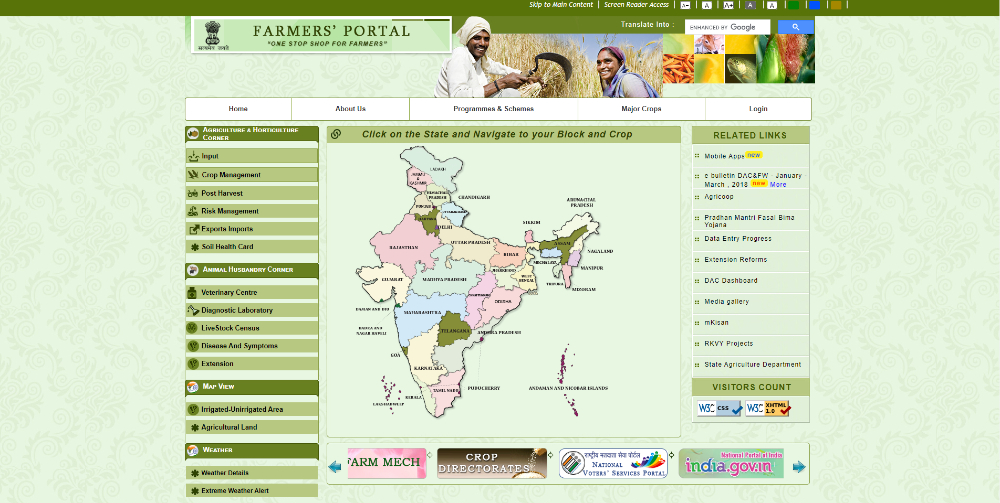 Skip to Main Content
Screen Reader Access
A-
A
A+
A
A
सत्यमेव जयते
FARMERS' PORTAL
"ONE STOP SHOP FOR FARMERS"
Translate Into :
ENHANCED BY Google
Home
About Us
Programmes & Schemes
Major Crops
Login
AGRICULTURE & HORTICULTURE
CORNER
Input
Crop Management
Post Harvest
Risk Management
Exports Imports
Soil Health Card
ANIMAL HUSBANDRY CORNER
Veterinary Centre
Diagnostic Laboratory
LiveStock Census
Disease And Symptoms
Extension
MAP VIEW
Irrigated-Unirrigated Area
Agricultural Land
WEATHER
Weather Details
Extreme Weather Alert
Click on the State and Navigate to your Block and Crop
LADAKH
JAMMU
&
KASHMIR
HIMACHAL
PRADESH
CHANDIGARH
PUNJAB
UTTARAKHAND
HARYANA
DELHI
ARUNACHAL
PRADESH
SIKKIM
RAJASTHAN
UTTAR PRADESH
ASSAM
BIHAR
NAGALAND
MEGHALAYA
MANIPUR
JHARKHAND
GUJARAT
MADHYA PRADESH
WEST
BENGAL
TRIPURA
MIZORAM
CHHATTISGARH
ODISHA
DAMAN AND DIU
MAHARASHTRA
DADRA AND
NAGAR HAVELI
TELANGANA
ANDHRA PRADESH
GOA
KARNATAKA
PUDUCHERRY
ANDAMAN AND NICOBAR ISLANDS
TAMIL NADU
KERALA
LAKSHADWEEP
RELATED LINKS
Mobile Apps new
e bulletin DAC&FW - January -
March , 2018 new More
Agricoop
Pradhan Mantri Fasal Bima
Yojana
Data Entry Progress
Extension Reforms
DAC Dashboard
Media gallery
mKisan
RKVY Projects
State Agriculture Department
VISITORS COUNT
W3C CSS
W3C XHTML
1.0
FARM MECH
CROP
DIRECTORATES
राष्ट्रीय मतदाता सेवा पोर्टल
NATIONAL
VOTERS' SERVICES PORTAL
National Portal of India
india.gov.in